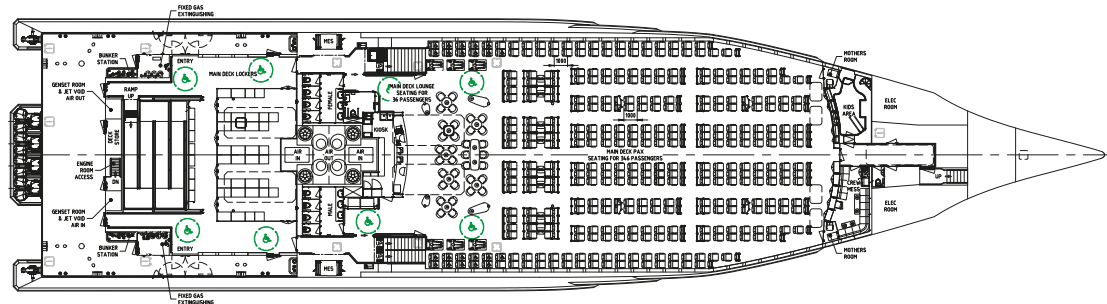 FIXED GAS
EXTINGUISHING
MES
BUNKER
STATION
ENTRY
MAIN DECK LOCKERS
MOTHERS
ROOM
1000
GENSET ROOM
& JET VOID
AIR OUT
RAMP
UP
FEMALE
MAIN DECK LOUNGE
SEATING FOR
36 PASSENGERS
KIDS
AREA
ELEC
ROOM
1000
DECK
STORE
KIOSK
AIR
IN
AIR
OUT
AIR
IN
MAIN DECK PAX
SEATING FOR 346 PASSENGERS
ENGINE
ROOM
ACCESS
DN
UP
CREW
MESS
GENSET ROOM
& JET VOID
AIR IN
MALE
ELEC
ROOM
BUNKER
STATION
ENTRY
MOTHERS
ROOM
MES
FIXED GAS
EXTINGUISHING